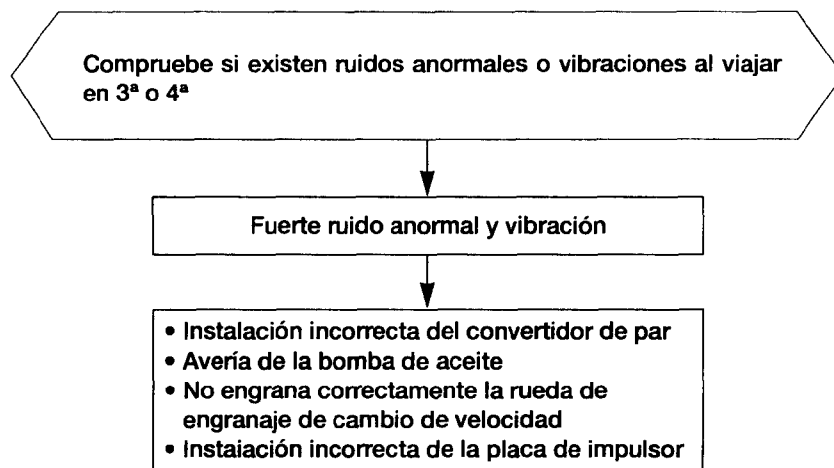 Compruebe si existen ruidos anormales o vibraciones al viajar
en 3ª o 4ª
Fuerte ruido anormal y vibración
• Instalación incorrecta del convertidor de par
• Avería de la bomba de aceite
• No engrana correctamente la rueda de
engranaje de cambio de velocidad
• Instalación incorrecta de la placa de impulsor